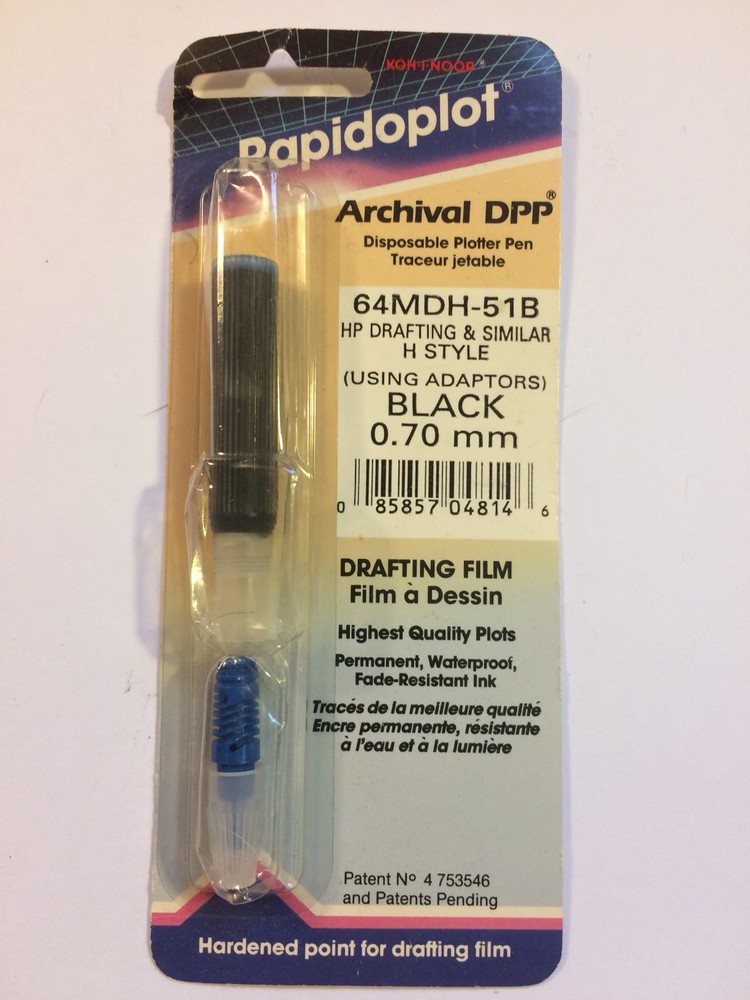 KOH-I-NOOR®
Rapidoplot®
Archival DPP®
Disposable Plotter Pen
Traceur jetable
64MDH-51B
HP DRAFTING & SIMILAR
H STYLE
(USING ADAPTORS)
BLACK
0.70 mm
0 85857 04814 6
DRAFTING FILM
Film à Dessin
Highest Quality Plots
Permanent, Waterproof,
Fade-Resistant Ink
Tracés de la meilleure qualité
Encre permanente, résistante
à l'eau et à la lumière
Patent Nº 4 753546
and Patents Pending
Hardened point for drafting film